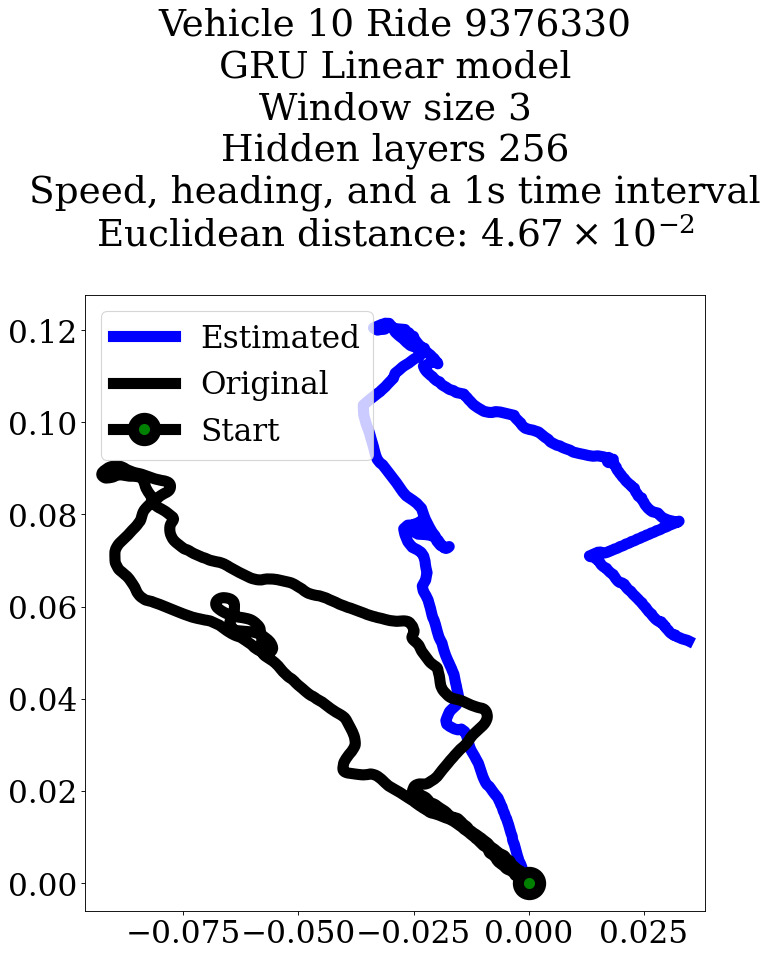 Vehicle 10 Ride 9376330
GRU Linear model
Window size 3
Hidden layers 256
Speed, heading, and a 1s time interval
Euclidean distance: 4.67 × 10⁻²
Estimated
Original
Start
0.12
0.10
0.08
0.06
0.04
0.02
0.00
−0.075 −0.050 −0.025 0.000 0.025